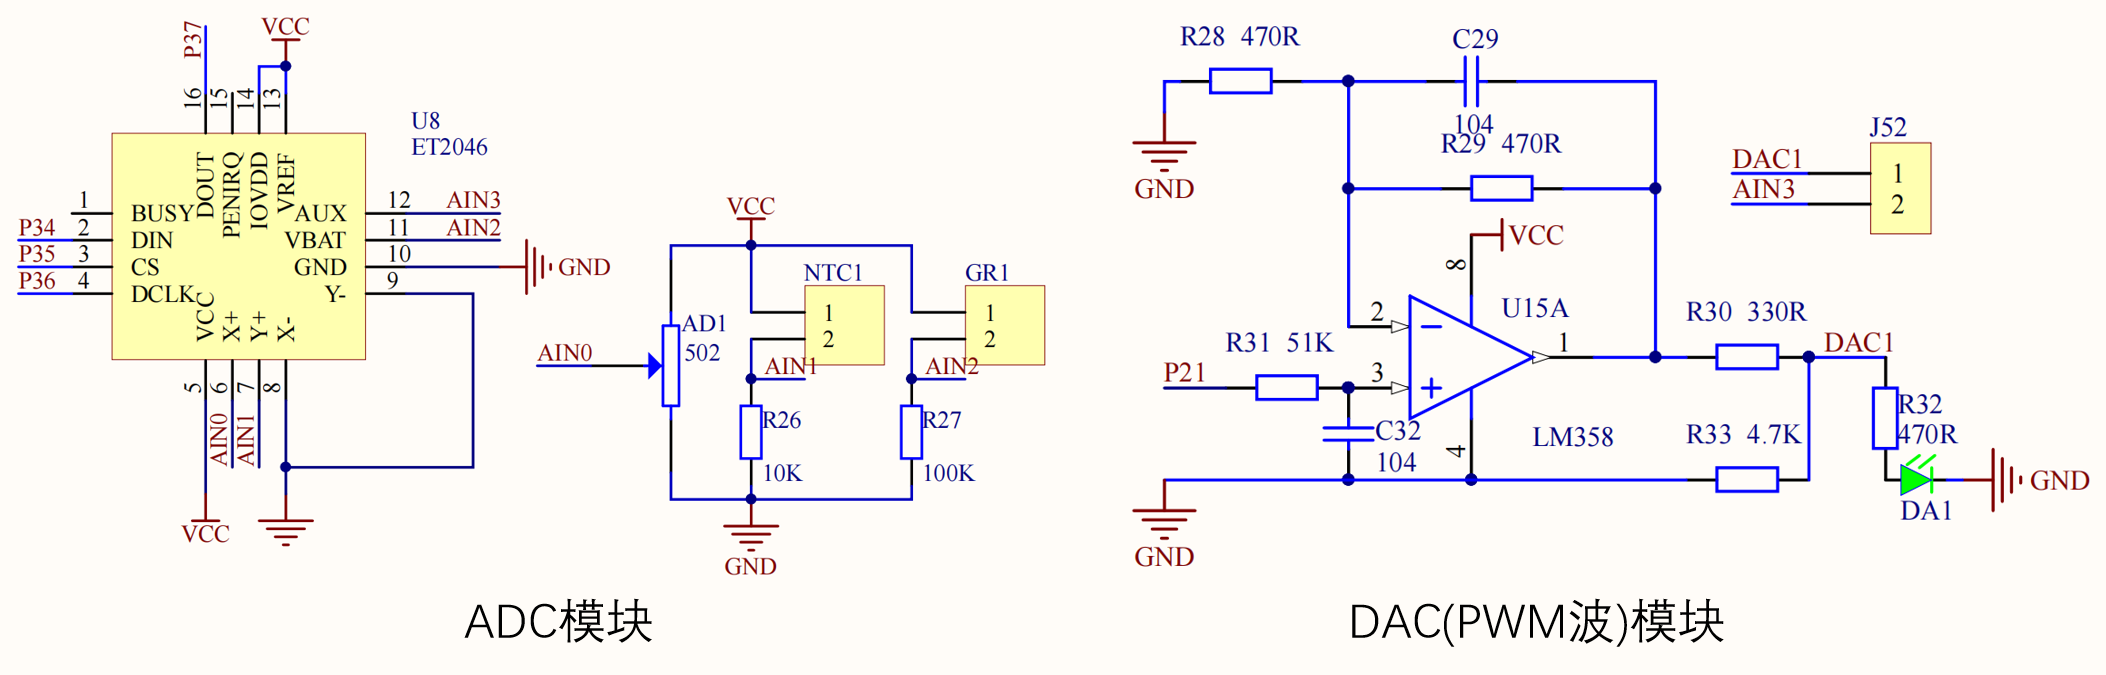 P37
VCC
16
15
14
13
DOUT
PENIRQ
IOVDD
VREF
U8
ET2046
1
BUSY
AUX
12
AIN3
P34
2
DIN
VBAT
11
AIN2
P35
3
CS
GND
10
GND
P36
4
DCLK
Y-
9
VCC
X+
Y+
X-
5
6
7
8
AIN0
AIN1
VCC
VCC
NTC1
1
2
GR1
1
2
AD1
502
AIN0
AIN1
AIN2
R26
10K
R27
100K
GND
ADC模块
R28 470R
C29
104
R29 470R
GND
VCC
8
2
U15A
R31 51K
1
R30 330R
DAC1
P21
3
C32
104
4
LM358
R33 4.7K
R32
470R
GND
DA1
GND
J52
DAC1
1
AIN3
2
DAC(PWM波)模块